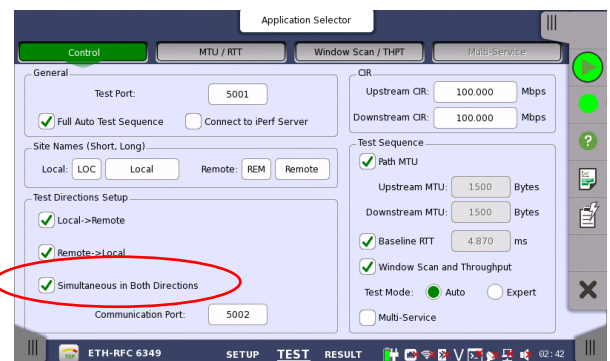 Application Selector
Control MTU / RTT Window Scan / THPT Multi-Service
General
Test Port: 5001
Full Auto Test Sequence Connect to iPerf Server
Site Names (Short, Long)
Local: LOC Local Remote: REM Remote
Test Directions Setup
Local->Remote
Remote->Local
Simultaneous in Both Directions
Communication Port: 5002
CIR
Upstream CIR: 100.000 Mbps
Downstream CIR: 100.000 Mbps
Test Sequence
Path MTU
Upstream MTU: 1500 Bytes
Downstream MTU: 1500 Bytes
Baseline RTT 4.870 ms
Window Scan and Throughput
Test Mode: Auto Expert
Multi-Service
TCP ETH-RFC 6349 SETUP TEST RESULT V 02:42